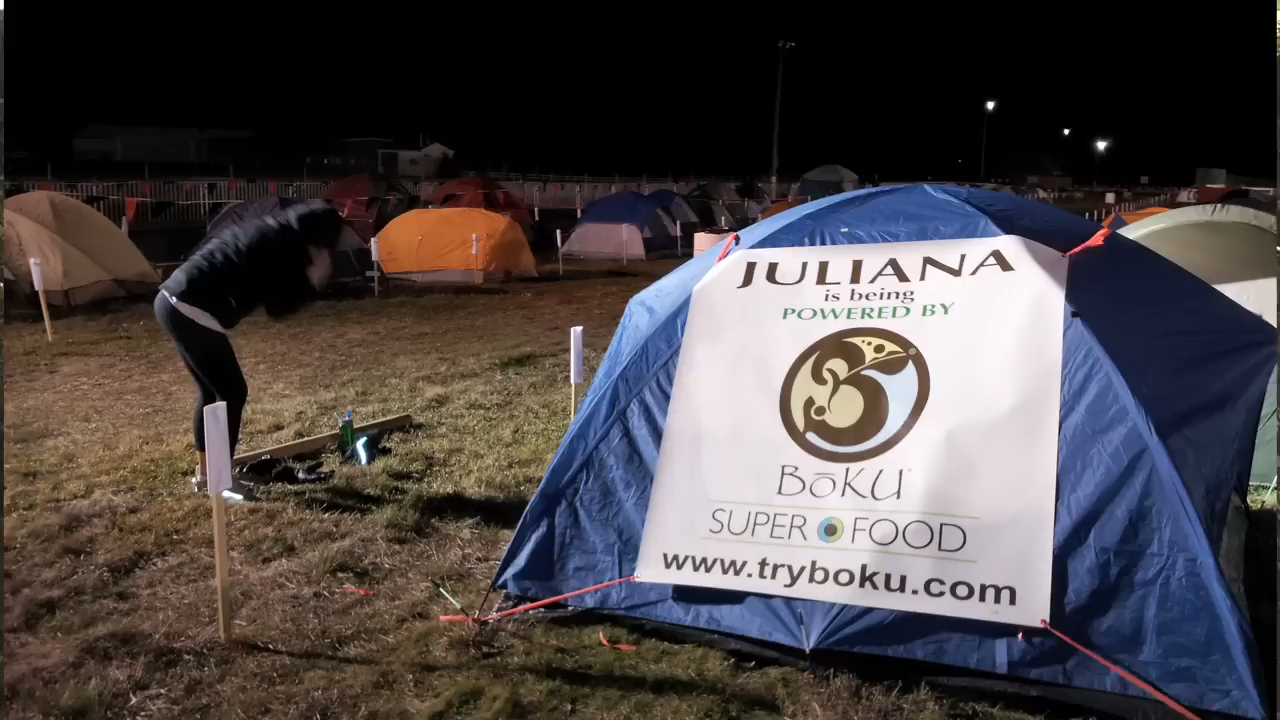 JULIANA
is being
POWERED BY
BōKU
SUPER FOOD
www.tryboku.com